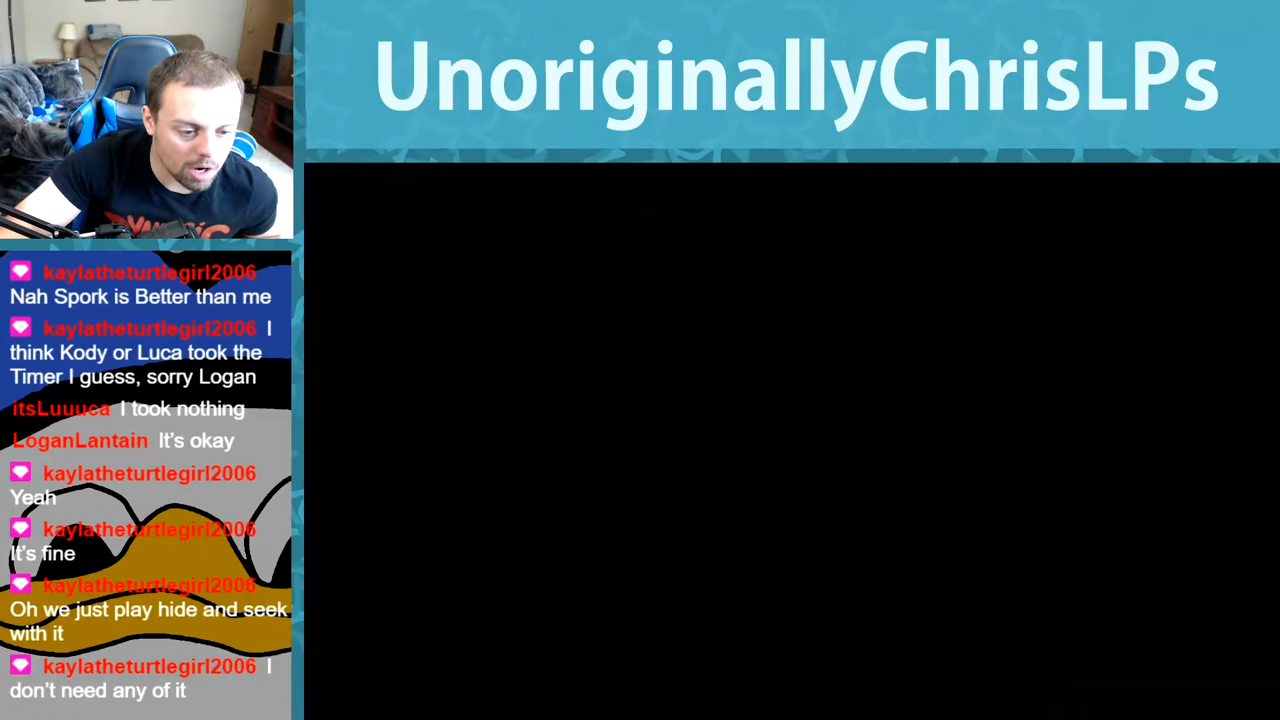 UnoriginallyChrisLPs
kaylatheturtlegirl2006
Nah Spork is Better than me
kaylatheturtlegirl2006 I
think Kody or Luca took the
Timer I guess, sorry Logan
itsLuuuca I took nothing
LoganLantain It's okay
kaylatheturtlegirl2006
Yeah
kaylatheturtlegirl2006
It's fine
kaylatheturtlegirl2006
Oh we just play hide and seek
with it
kaylatheturtlegirl2006 I
don't need any of it